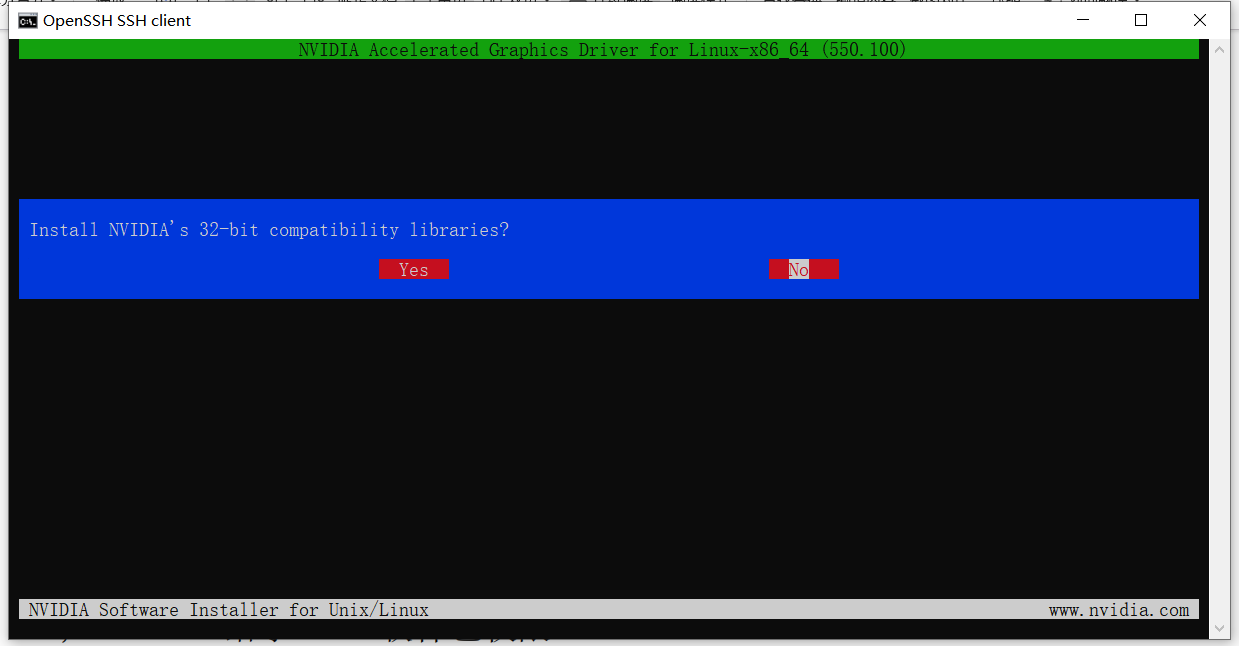 OpenSSH SSH client
NVIDIA Accelerated Graphics Driver for Linux-x86_64 (550.100)
Install NVIDIA's 32-bit compatibility libraries?
Yes No
NVIDIA Software Installer for Unix/Linux www.nvidia.com